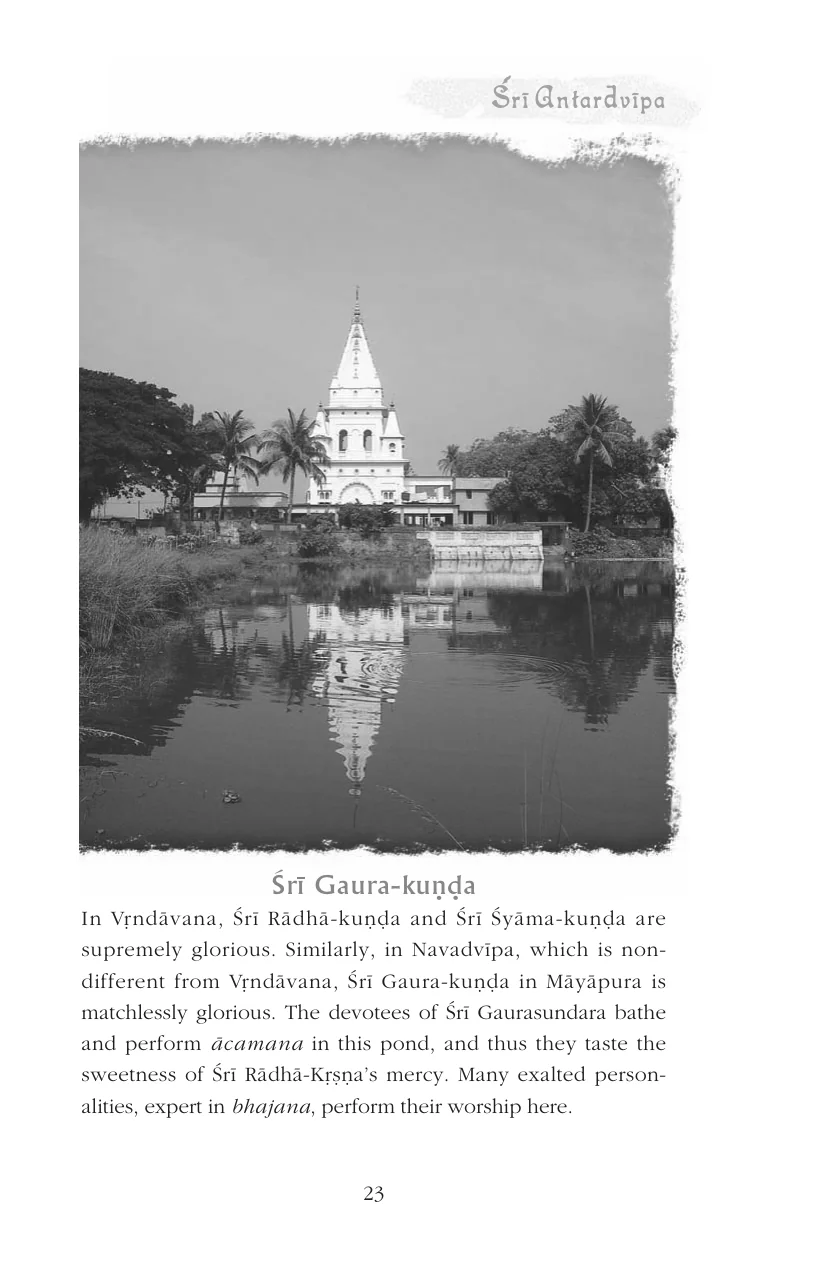 Śrī Antardvīpa
Śrī Gaura-kuṇḍa
In Vṛndāvana, Śrī Rādhā-kuṇḍa and Śrī Śyāma-kuṇḍa are
supremely glorious. Similarly, in Navadvīpa, which is non-
different from Vṛndāvana, Śrī Gaura-kuṇḍa in Māyāpura is
matchlessly glorious. The devotees of Śrī Gaurasundara bathe
and perform ācamana in this pond, and thus they taste the
sweetness of Śrī Rādhā-Kṛṣṇa’s mercy. Many exalted person-
alities, expert in bhajana, perform their worship here.
23